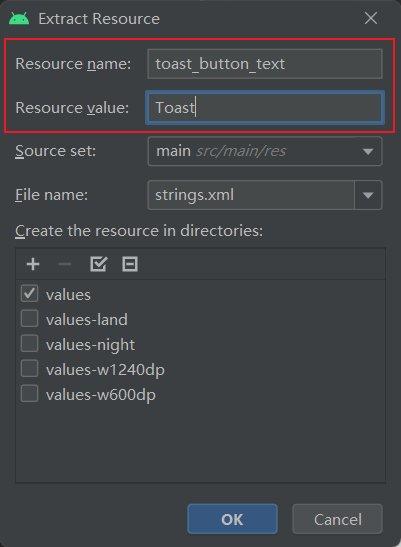 Extract Resource
Resource name: toast_button_text
Resource value: Toast
Source set: main src/main/res
File name: strings.xml
Create the resource in directories:
values
values-land
values-night
values-w1240dp
values-w600dp
OK Cancel